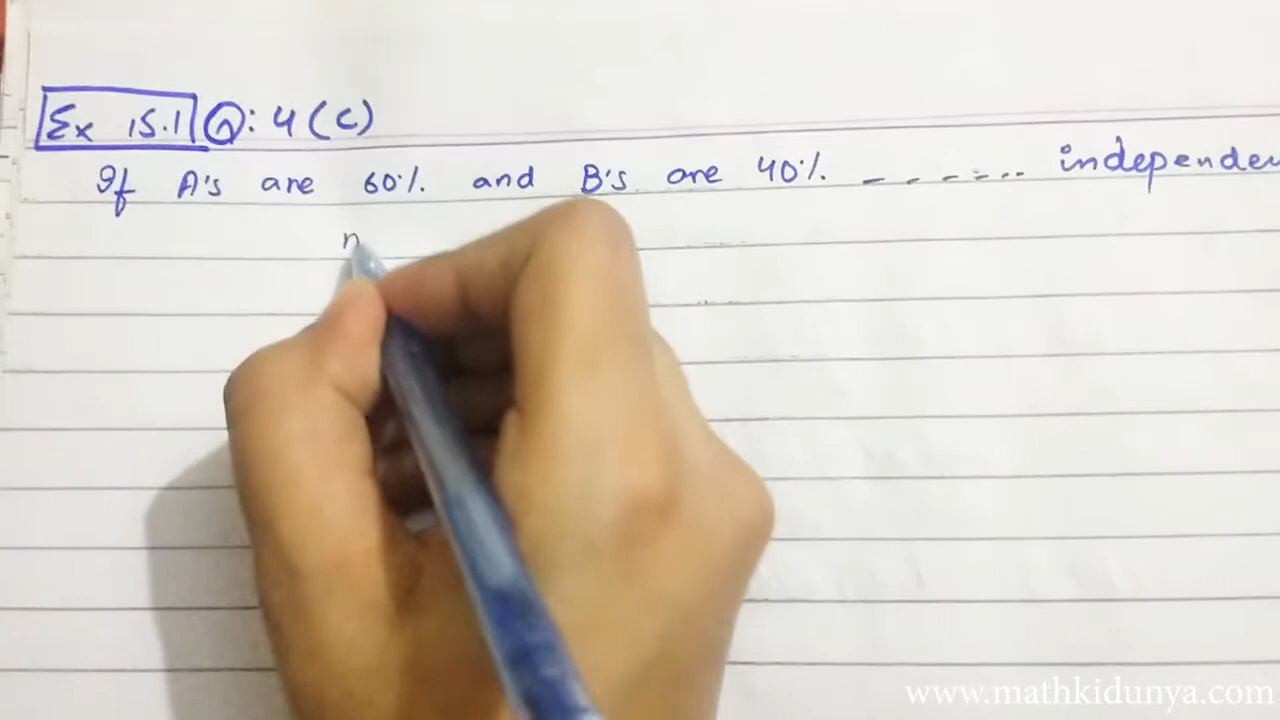 Ex 15.1 Q: 4 (c)
If A's are 60% and B's are 40% - - - - - .. independen
n
www.mathkidunya.com